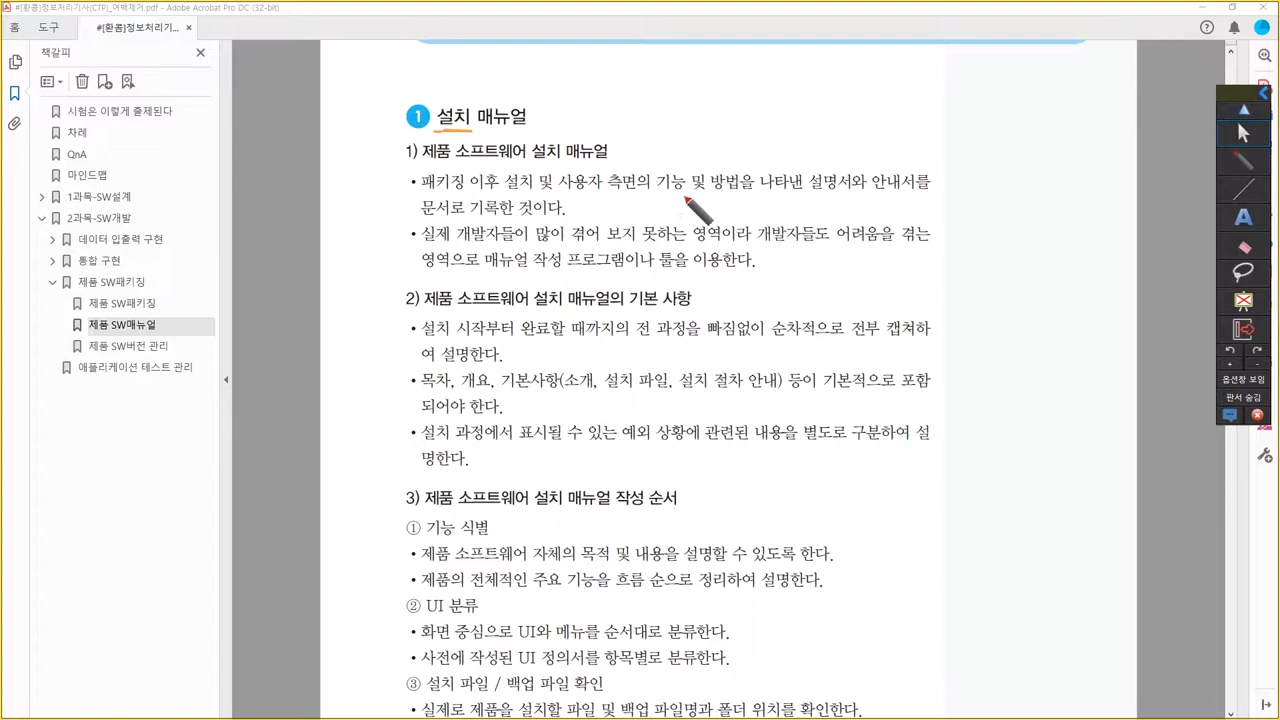 #[환콤]정보처리기사(CTP)_여백제거.pdf - Adobe Acrobat Pro DC (32-bit)
홈 도구 #[환콤]정보처리기... ×
책갈피
시험은 이렇게 출제된다
차례
QnA
마인드맵
1과목-SW설계
2과목-SW개발
데이터 입출력 구현
통합 구현
제품 SW패키징
제품 SW패키징
제품 SW매뉴얼
제품 SW버전 관리
애플리케이션 테스트 관리
1 설치 매뉴얼
1) 제품 소프트웨어 설치 매뉴얼
• 패키징 이후 설치 및 사용자 측면의 기능 및 방법을 나타낸 설명서와 안내서를
문서로 기록한 것이다.
• 실제 개발자들이 많이 겪어 보지 못하는 영역이라 개발자들도 어려움을 겪는
영역으로 매뉴얼 작성 프로그램이나 툴을 이용한다.
2) 제품 소프트웨어 설치 매뉴얼의 기본 사항
• 설치 시작부터 완료할 때까지의 전 과정을 빠짐없이 순차적으로 전부 캡쳐하
여 설명한다.
• 목차, 개요, 기본사항(소개, 설치 파일, 설치 절차 안내) 등이 기본적으로 포함
되어야 한다.
• 설치 과정에서 표시될 수 있는 예외 상황에 관련된 내용을 별도로 구분하여 설
명한다.
3) 제품 소프트웨어 설치 매뉴얼 작성 순서
① 기능 식별
• 제품 소프트웨어 자체의 목적 및 내용을 설명할 수 있도록 한다.
• 제품의 전체적인 주요 기능을 흐름 순으로 정리하여 설명한다.
② UI 분류
• 화면 중심으로 UI와 메뉴를 순서대로 분류한다.
• 사전에 작성된 UI 정의서를 항목별로 분류한다.
③ 설치 파일 / 백업 파일 확인
• 실제로 제품을 설치할 파일 및 백업 파일명과 폴더 위치를 확인한다.
A
+ -
옵션창 보임
판서 숨김